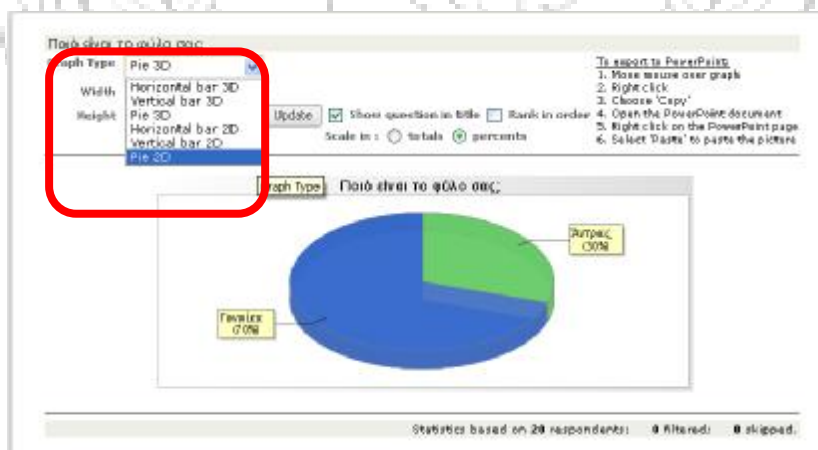 Ποιό είναι το φύλο σας;
Graph Type Pie 3D
Width
Height
Horizontal bar 3D
Vertical bar 3D
Pie 3D
Horizontal bar 2D
Vertical bar 2D
Pie 2D
Update Show question in title Rank in order
Scale in : totals percents
To export to PowerPoint:
1. Move mouse over graph
2. Right click
3. Choose 'Copy'
4. Open the PowerPoint document
5. Right click on the PowerPoint page
6. Select 'Paste' to paste the picture
Graph Type
Ποιό είναι το φύλο σας;
Άντρες
(30%)
Γυναίκες
(70%)
Statistics based on 20 respondents; 0 filtered; 0 skipped.